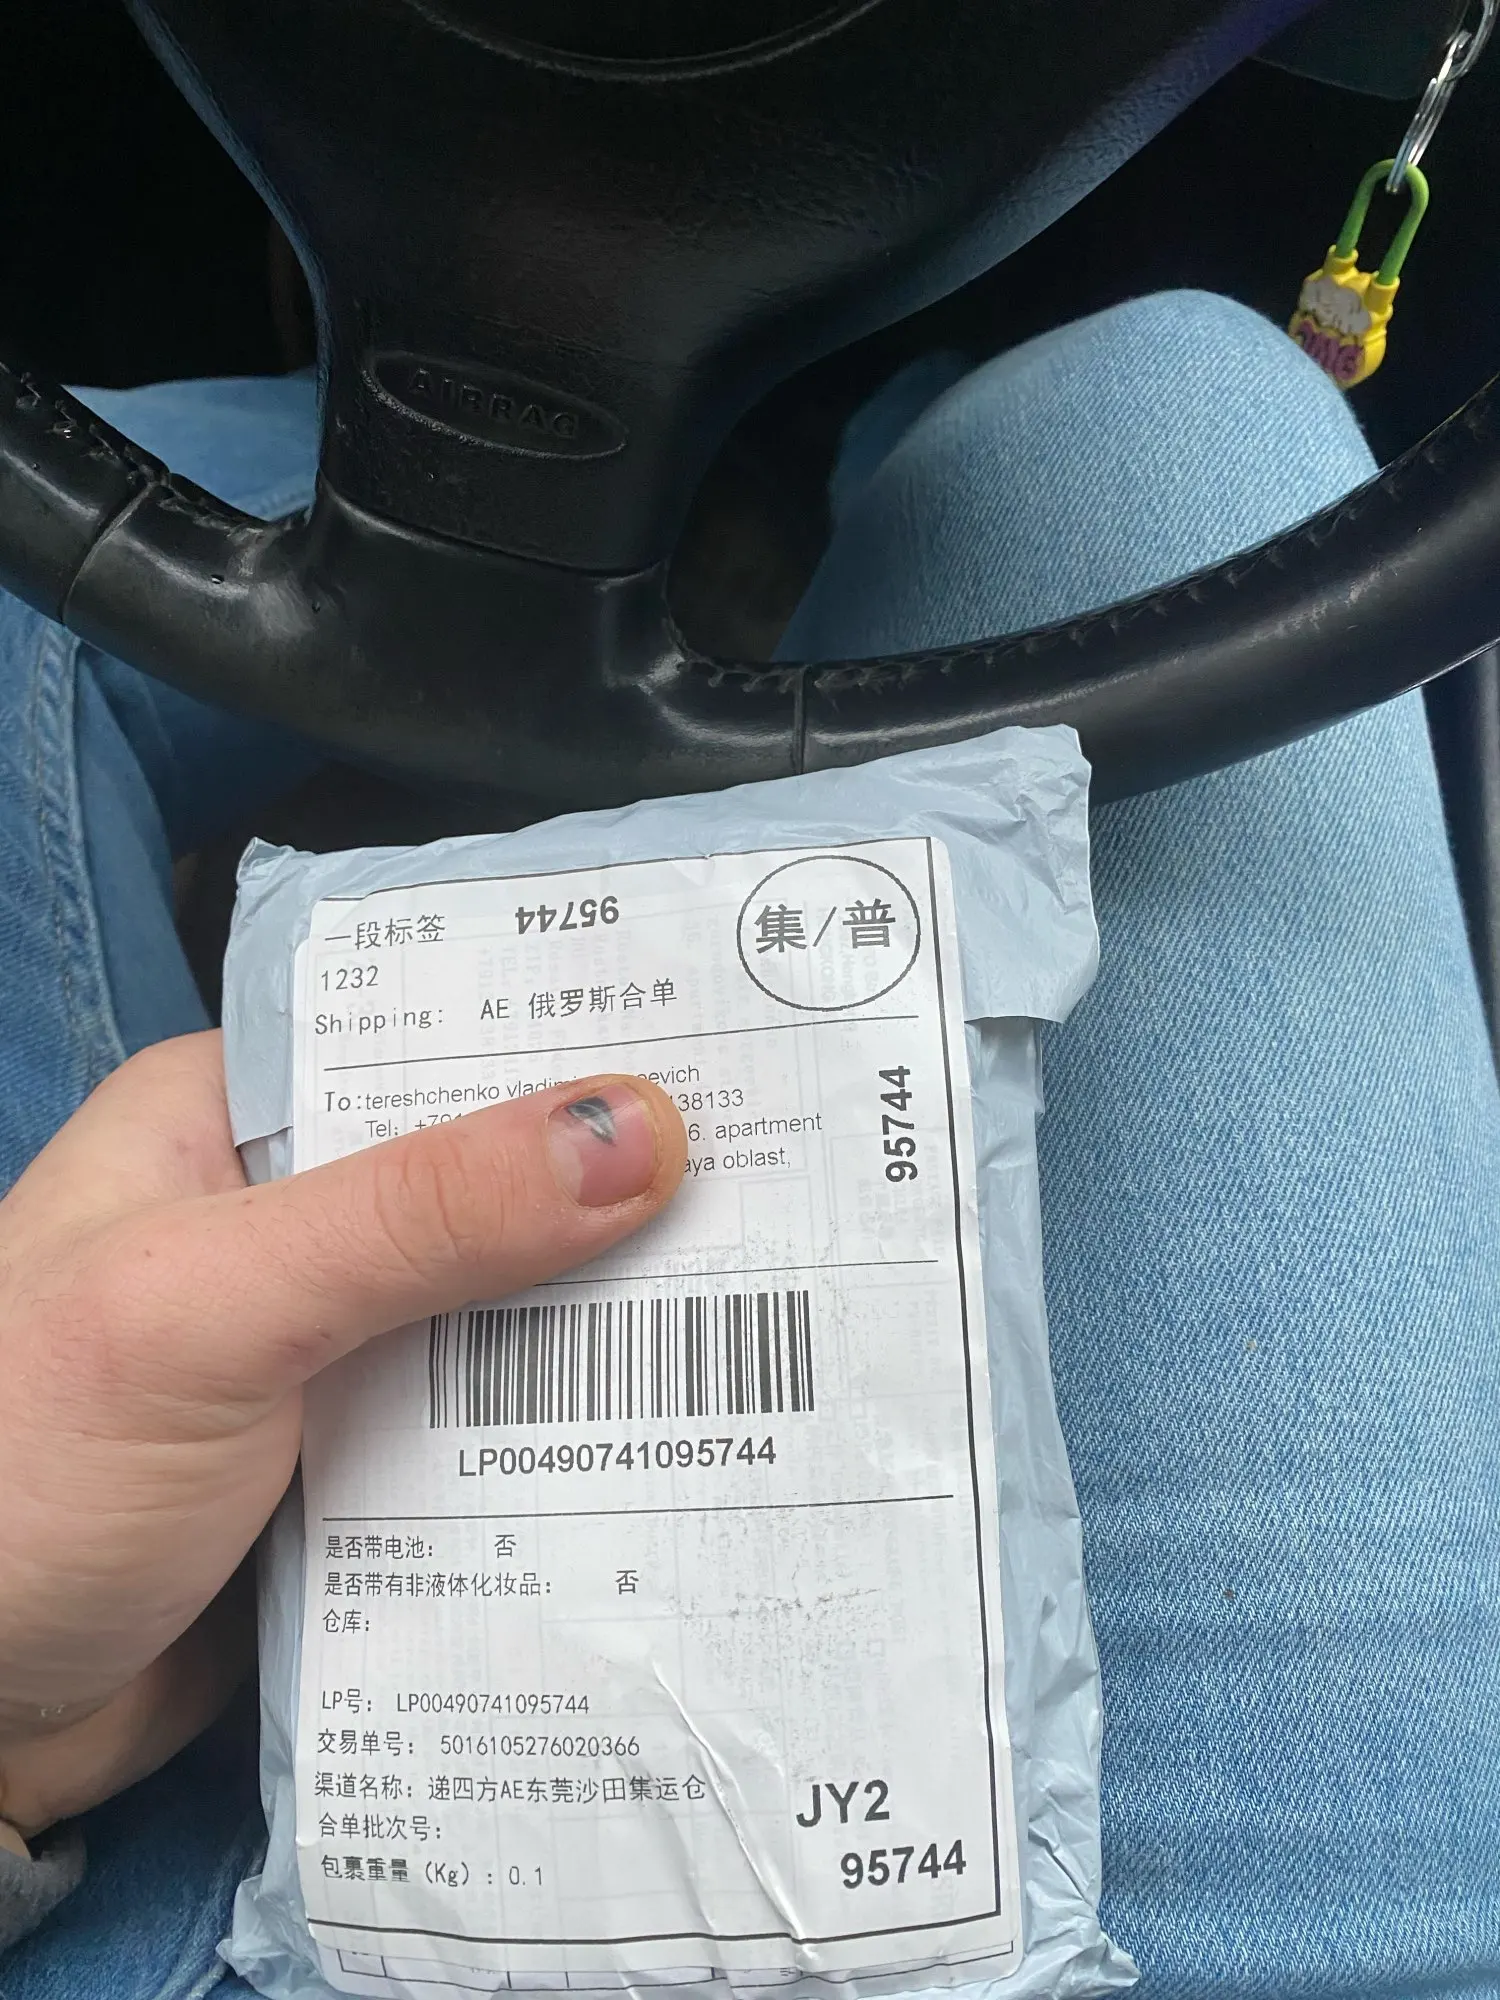 AIRBAG
一段标签
95744
集/普
1232
Shipping: AE 俄罗斯合单
To: tereshchenko
Tel:
138133
6. apartment
oblast,
95744
LP00490741095744
是否带电池: 否
是否带有非液体化妆品: 否
仓库:
LP号: LP00490741095744
交易单号: 5016105276020366
渠道名称: 递四方AE东莞沙田集运仓
合单批次号:
包裹重量 (Kg) : 0.1
JY2
95744